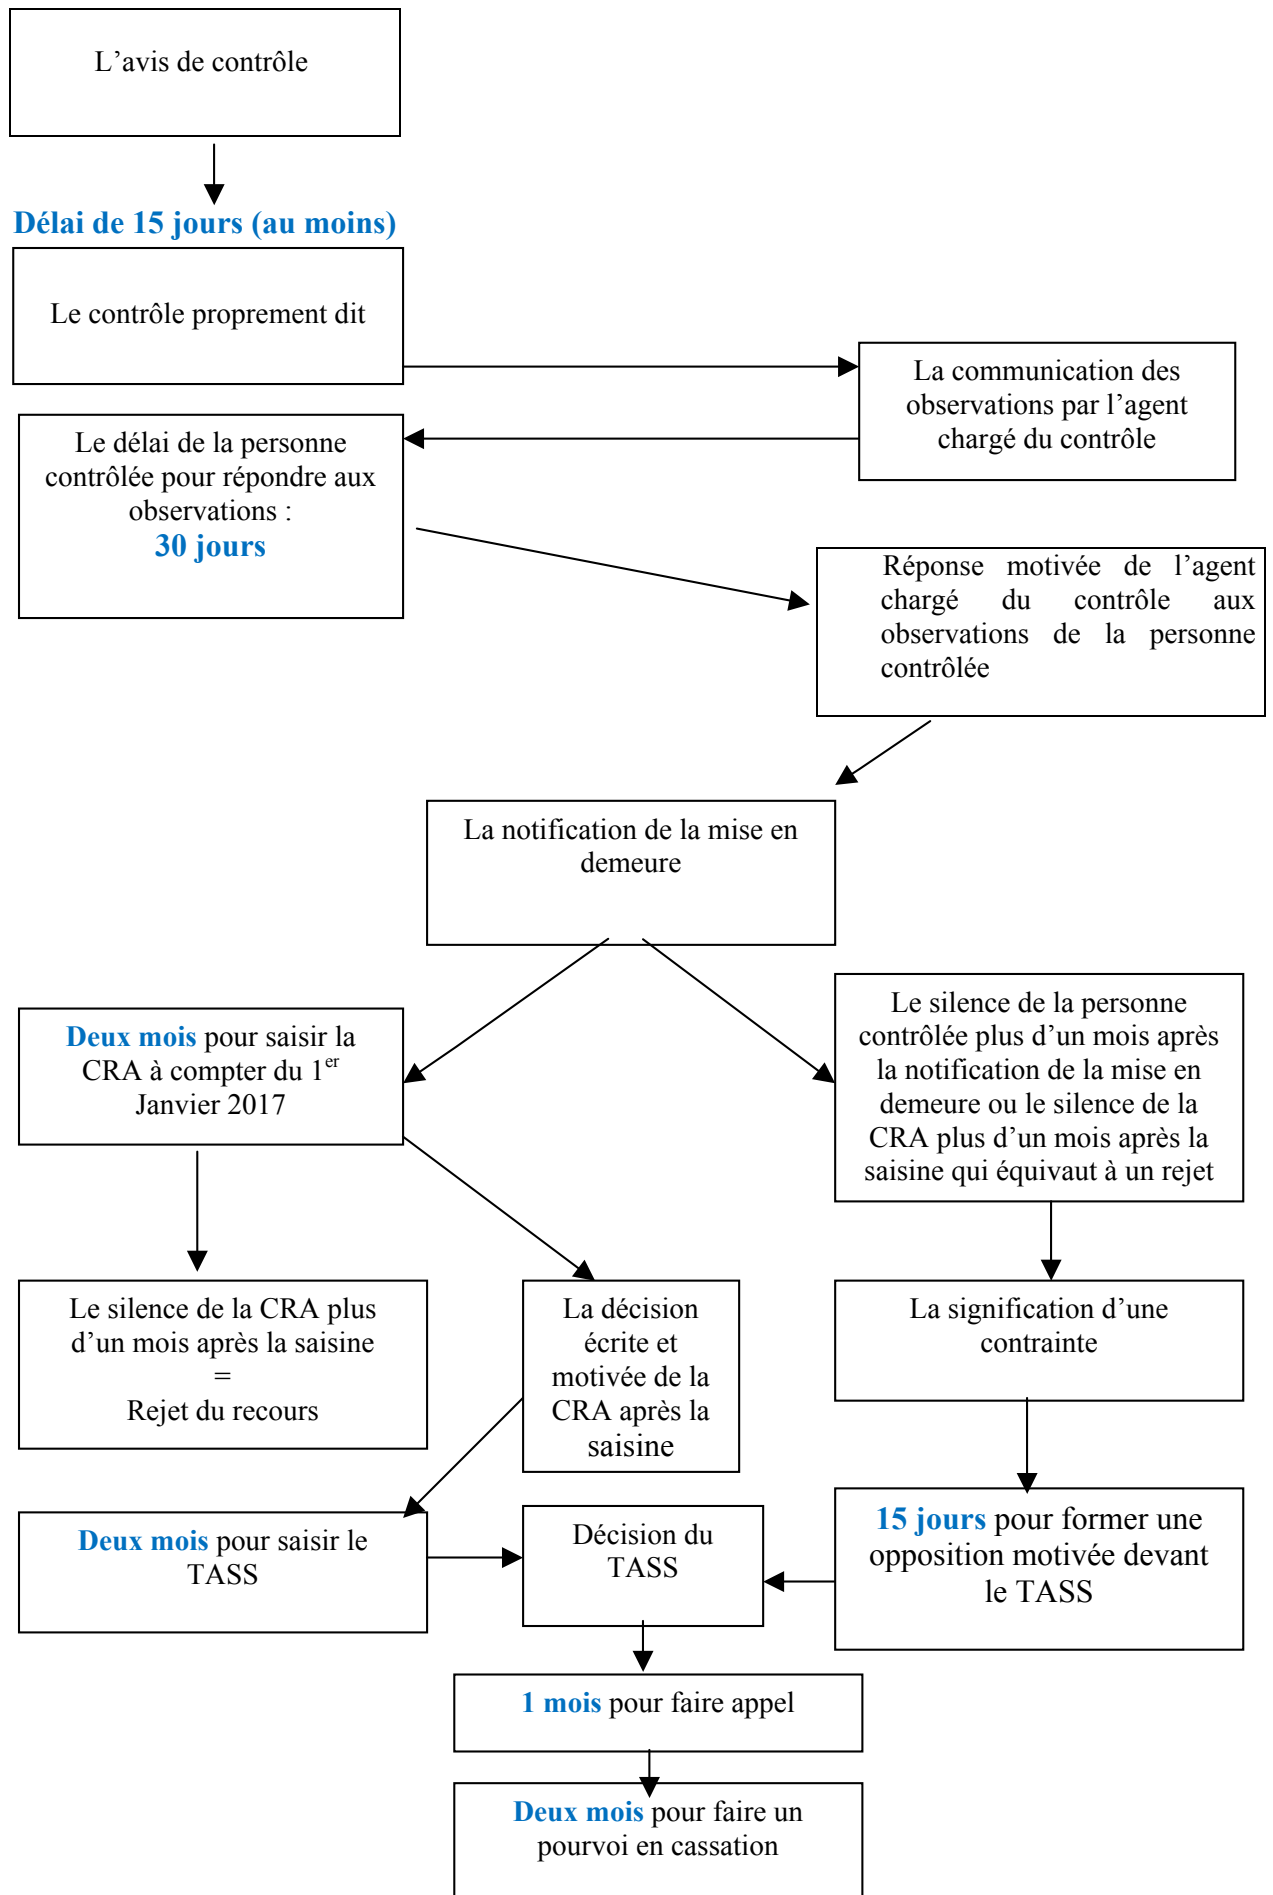 L’avis de contrôle
Délai de 15 jours (au moins)
Le contrôle proprement dit
La communication des
observations par l’agent
chargé du contrôle
Le délai de la personne
contrôlée pour répondre aux
observations :
30 jours
Réponse motivée de l’agent
chargé du contrôle aux
observations de la personne
contrôlée
La notification de la mise en
demeure
Deux mois pour saisir la
CRA à compter du 1er
Janvier 2017
Le silence de la personne
contrôlée plus d’un mois après
la notification de la mise en
demeure ou le silence de la
CRA plus d’un mois après la
saisine qui équivaut à un rejet
Le silence de la CRA plus
d’un mois après la saisine
=
Rejet du recours
La décision
écrite et
motivée de la
CRA après la
saisine
La signification d’une
contrainte
Deux mois pour saisir le
TASS
Décision du
TASS
15 jours pour former une
opposition motivée devant
le TASS
1 mois pour faire appel
Deux mois pour faire un
pourvoi en cassation